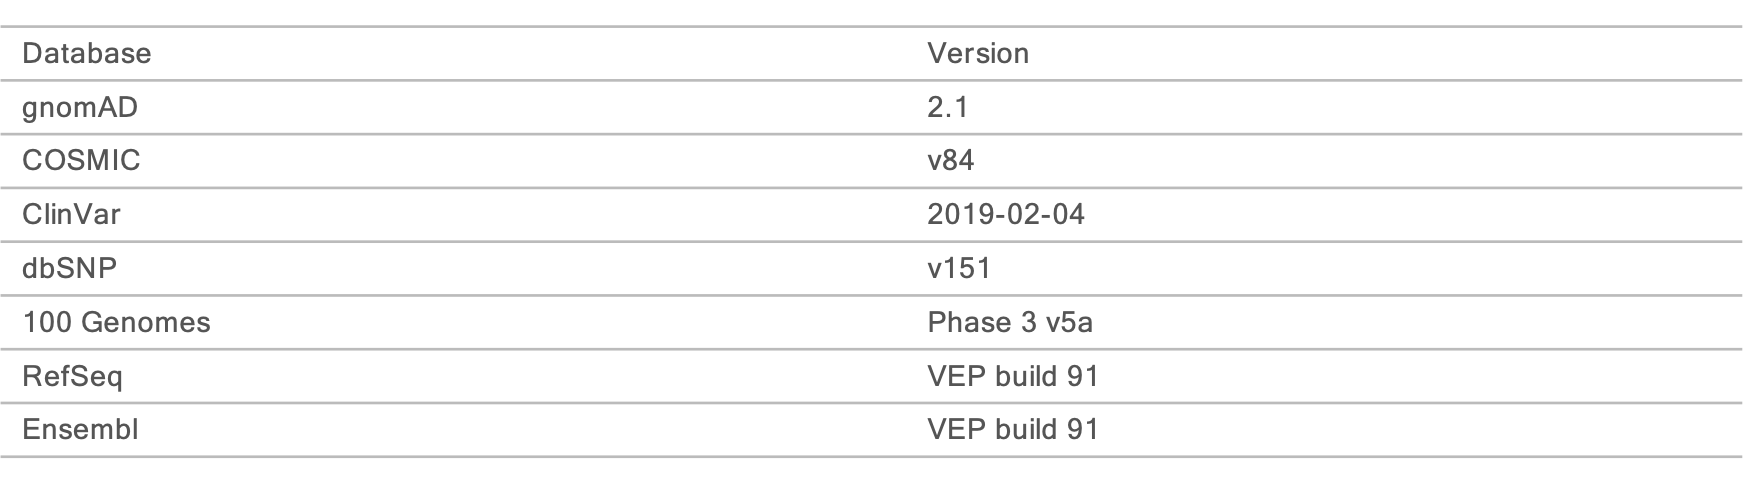 Database Version
gnomAD 2.1
COSMIC v84
ClinVar 2019-02-04
dbSNP v151
100 Genomes Phase 3 v5a
RefSeq VEP build 91
Ensembl VEP build 91